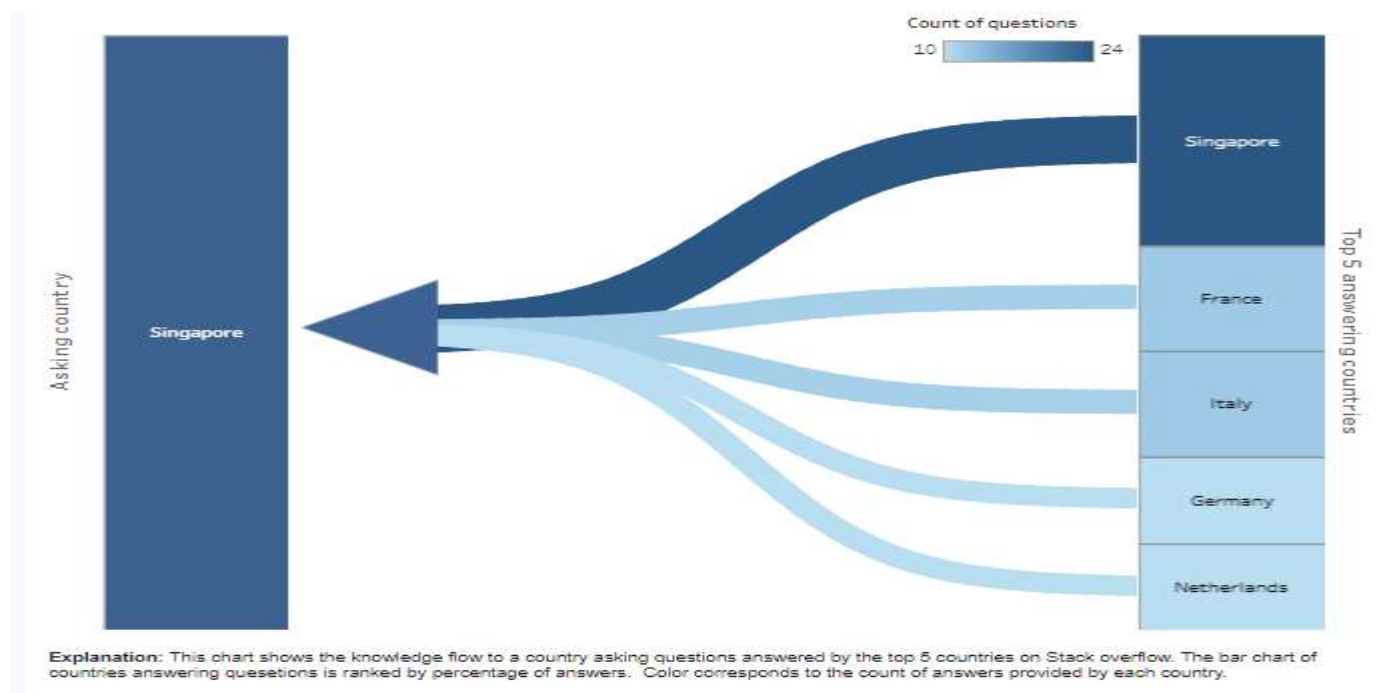 Count of questions
10
24
Asking country
Singapore
Singapore
France
Italy
Germany
Netherlands
Top 5 answering countries
Explanation: This chart shows the knowledge flow to a country asking questions answered by the top 5 countries on Stack overflow. The bar chart of
countries answering quesetions is ranked by percentage of answers. Color corresponds to the count of answers provided by each country.